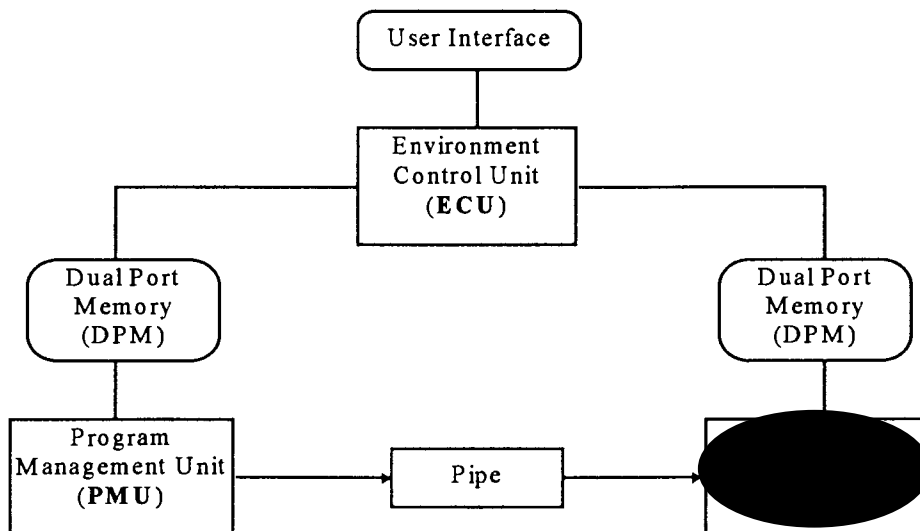 User Interface
Environment
Control Unit
(ECU)
Dual Port
Memory
(DPM)
Dual Port
Memory
(DPM)
Program
Management Unit
(PMU)
Pipe